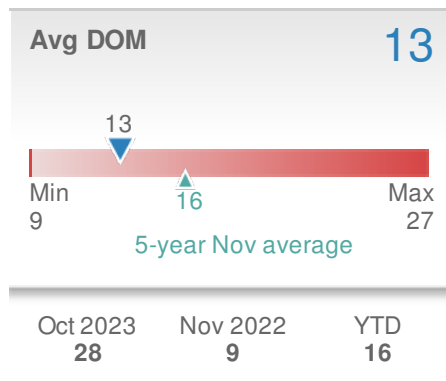 Avg DOM 13
13
Min Max
16
9 27
5-year Nov average
Oct 2023 Nov 2022 YTD
28 9 16